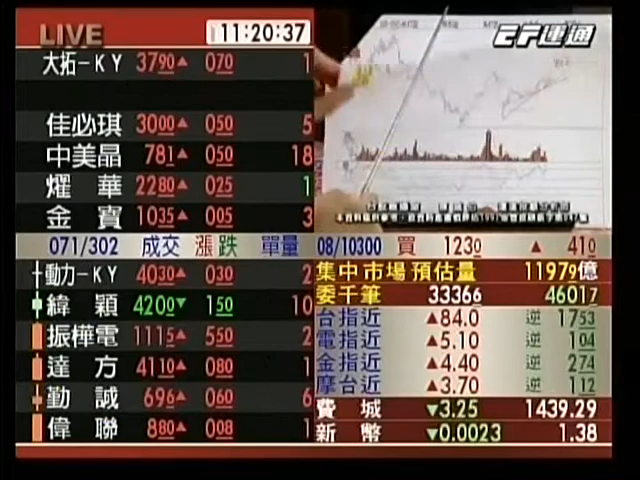 LIVE 11:20:37
EF東通
大拓-KY 3790▲ 070 1
佳必琪 3000▲ 050 5
中美晶 781▲ 050 18
燿華 2280▲ 025 1
金寶 1035▲ 005 3
071/302 成交 漲跌 單量
動力-KY 4030▲ 030 2
緯穎 4200▼ 150 10
振樺電 1115▲ 550 2
達方 4110▲ 080 1
勤誠 696▲ 060 6
偉聯 880▲ 008 1
08/10300 買 1230 ▲ 410
集中市場預估量 11979億
委千筆 33366 46017
台指近 ▲84.0 逆 1753
電指近 ▲5.10 逆 104
金指近 ▲4.40 逆 274
摩台近 ▲3.70 逆 112
費城 ▼3.25 1439.29
新幣 ▼0.0023 1.38